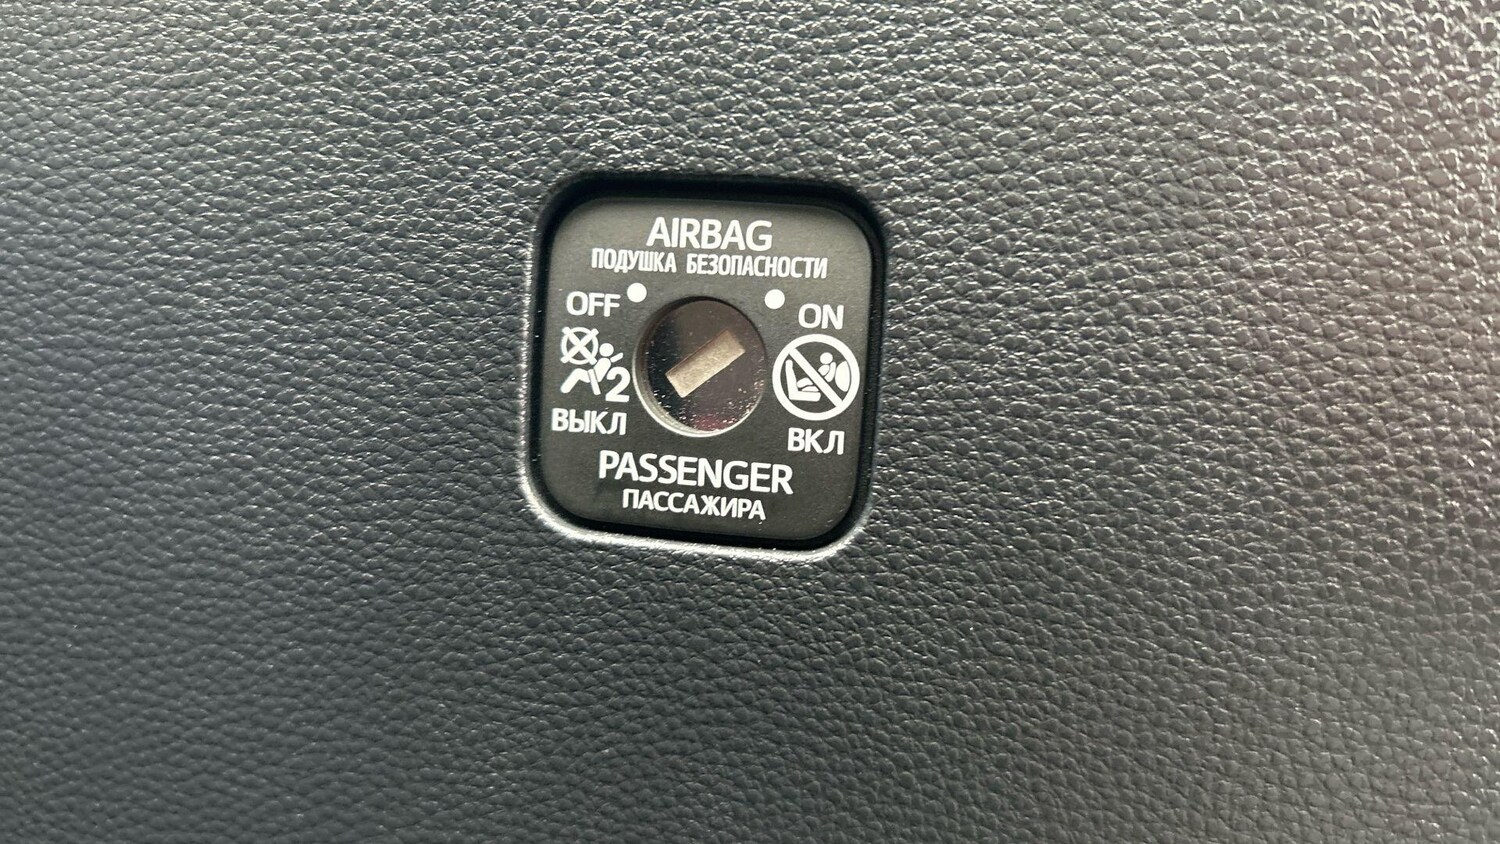 AIRBAG
ПОДУШКА БЕЗОПАСНОСТИ
OFF ON
2
ВЫКЛ ВКЛ
PASSENGER
ПАССАЖИРА